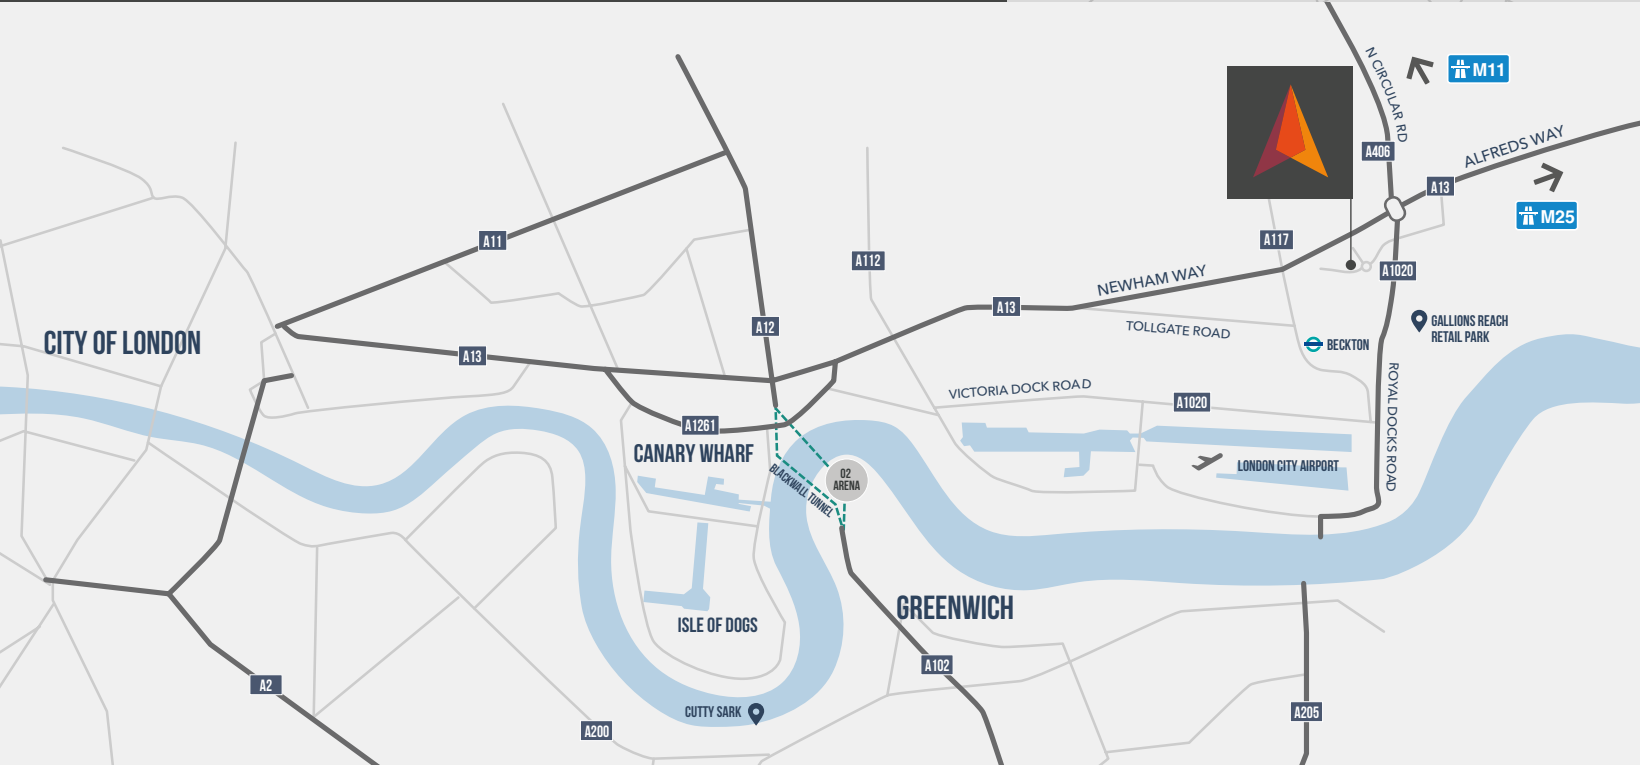 N CIRCULAR RD
M11
A406
ALFREDS WAY
A13
M25
A11
A117
A112
A1020
NEWHAM WAY
A13
A12
TOLLGATE ROAD
GALLIONS REACH
RETAIL PARK
CITY OF LONDON
A13
BECKTON
VICTORIA DOCK ROAD
A1020
ROYAL DOCKS ROAD
A1261
CANARY WHARF
LONDON CITY AIRPORT
O2
ARENA
BLACKWALL TUNNEL
GREENWICH
ISLE OF DOGS
A102
A2
CUTTY SARK
A205
A200